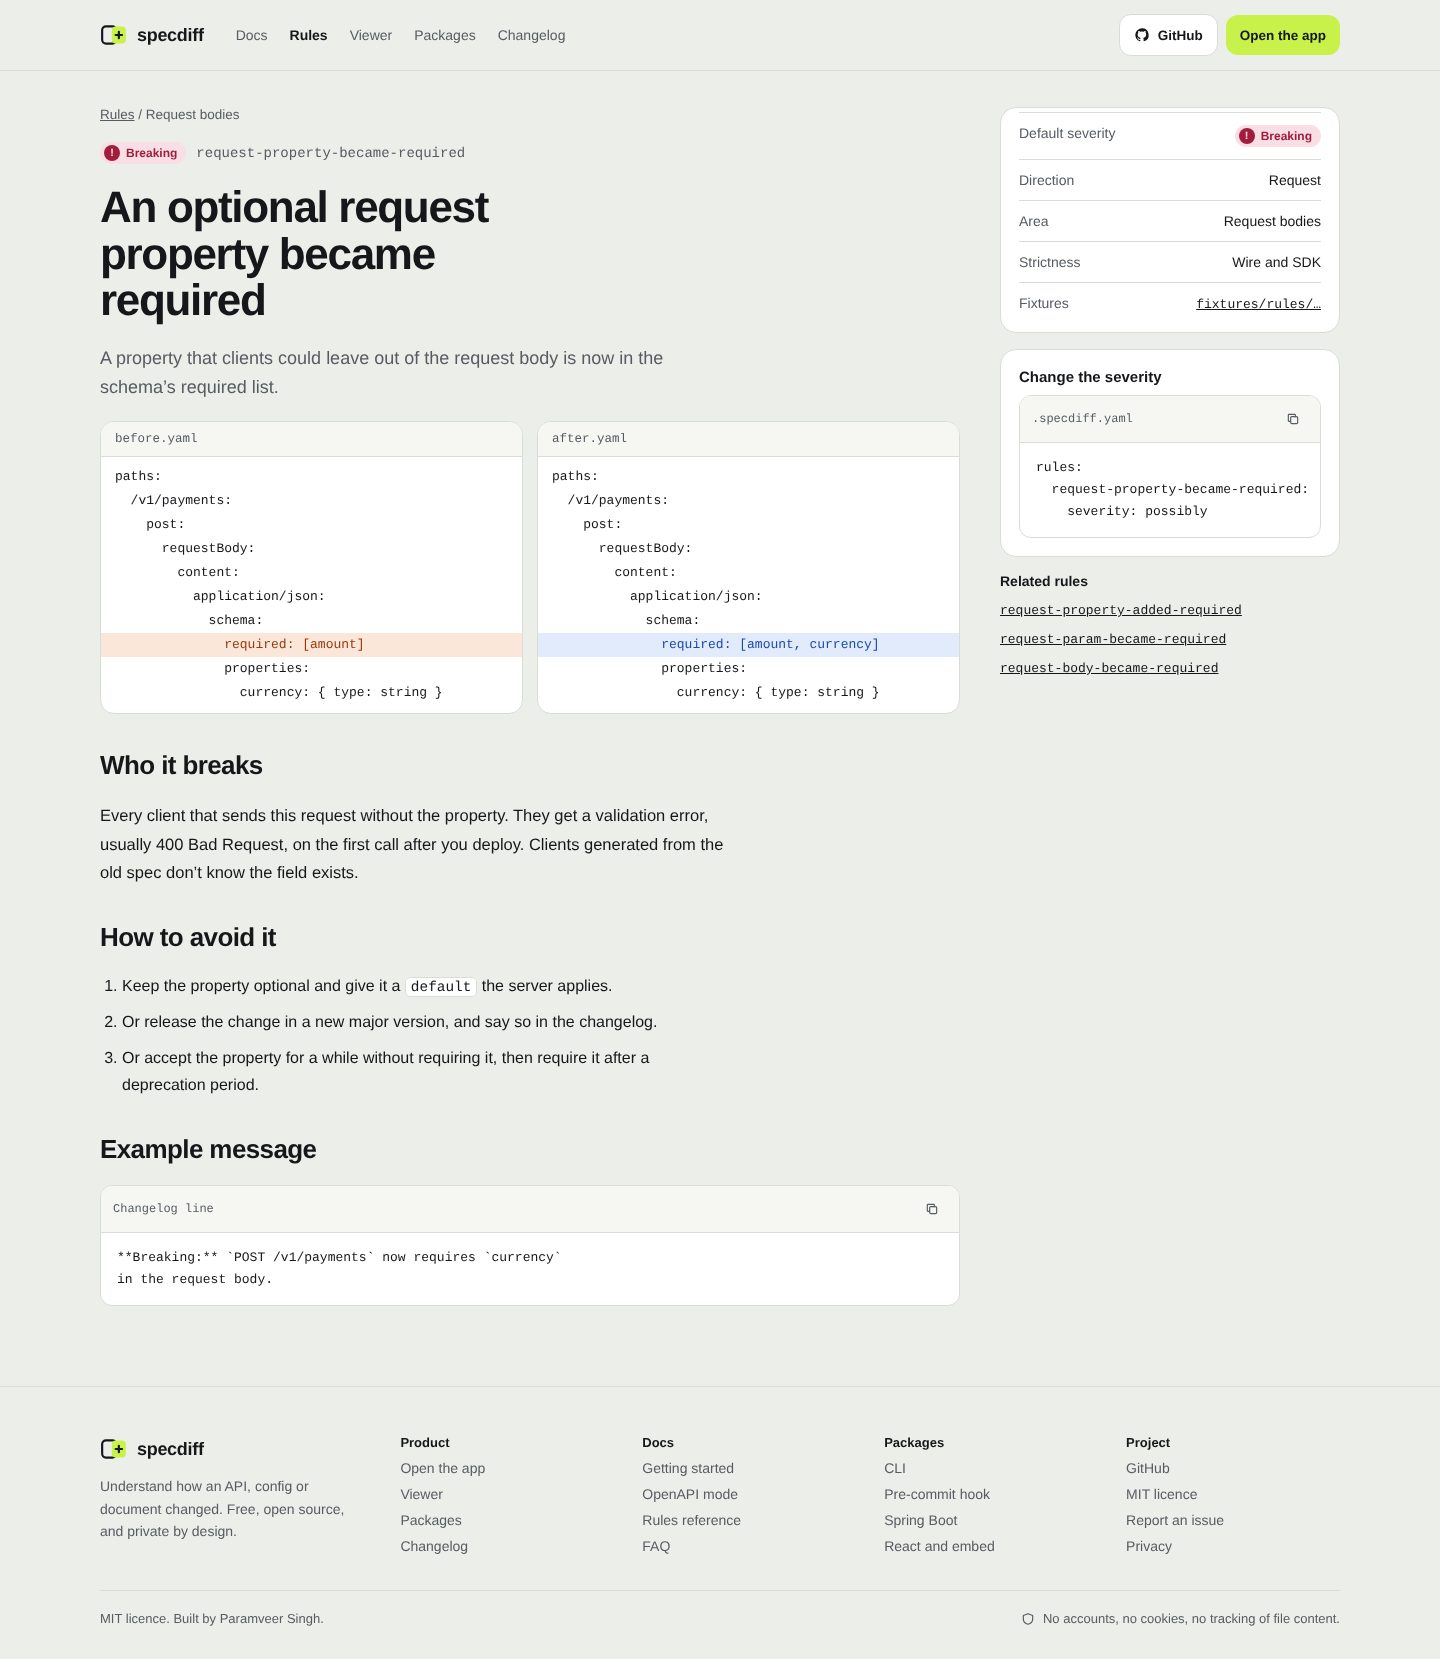 specdiff
Docs
Rules
Viewer
Packages
Changelog
GitHub
Open the app
Rules / Request bodies
! Breaking request-property-became-required
An optional request
property became
required
A property that clients could leave out of the request body is now in the
schema’s required list.
before.yaml
paths:
  /v1/payments:
    post:
      requestBody:
        content:
          application/json:
            schema:
              required: [amount]
              properties:
                currency: { type: string }
after.yaml
paths:
  /v1/payments:
    post:
      requestBody:
        content:
          application/json:
            schema:
              required: [amount, currency]
              properties:
                currency: { type: string }
Who it breaks
Every client that sends this request without the property. They get a validation error,
usually 400 Bad Request, on the first call after you deploy. Clients generated from the
old spec don’t know the field exists.
How to avoid it
1. Keep the property optional and give it a default the server applies.
2. Or release the change in a new major version, and say so in the changelog.
3. Or accept the property for a while without requiring it, then require it after a
deprecation period.
Example message
Changelog line
**Breaking:** `POST /v1/payments` now requires `currency`
in the request body.
Default severity ! Breaking
Direction Request
Area Request bodies
Strictness Wire and SDK
Fixtures fixtures/rules/…
Change the severity
.specdiff.yaml
rules:
  request-property-became-required:
    severity: possibly
Related rules
request-property-added-required
request-param-became-required
request-body-became-required
specdiff
Understand how an API, config or
document changed. Free, open source,
and private by design.
Product
Open the app
Viewer
Packages
Changelog
Docs
Getting started
OpenAPI mode
Rules reference
FAQ
Packages
CLI
Pre-commit hook
Spring Boot
React and embed
Project
GitHub
MIT licence
Report an issue
Privacy
MIT licence. Built by Paramveer Singh.
No accounts, no cookies, no tracking of file content.